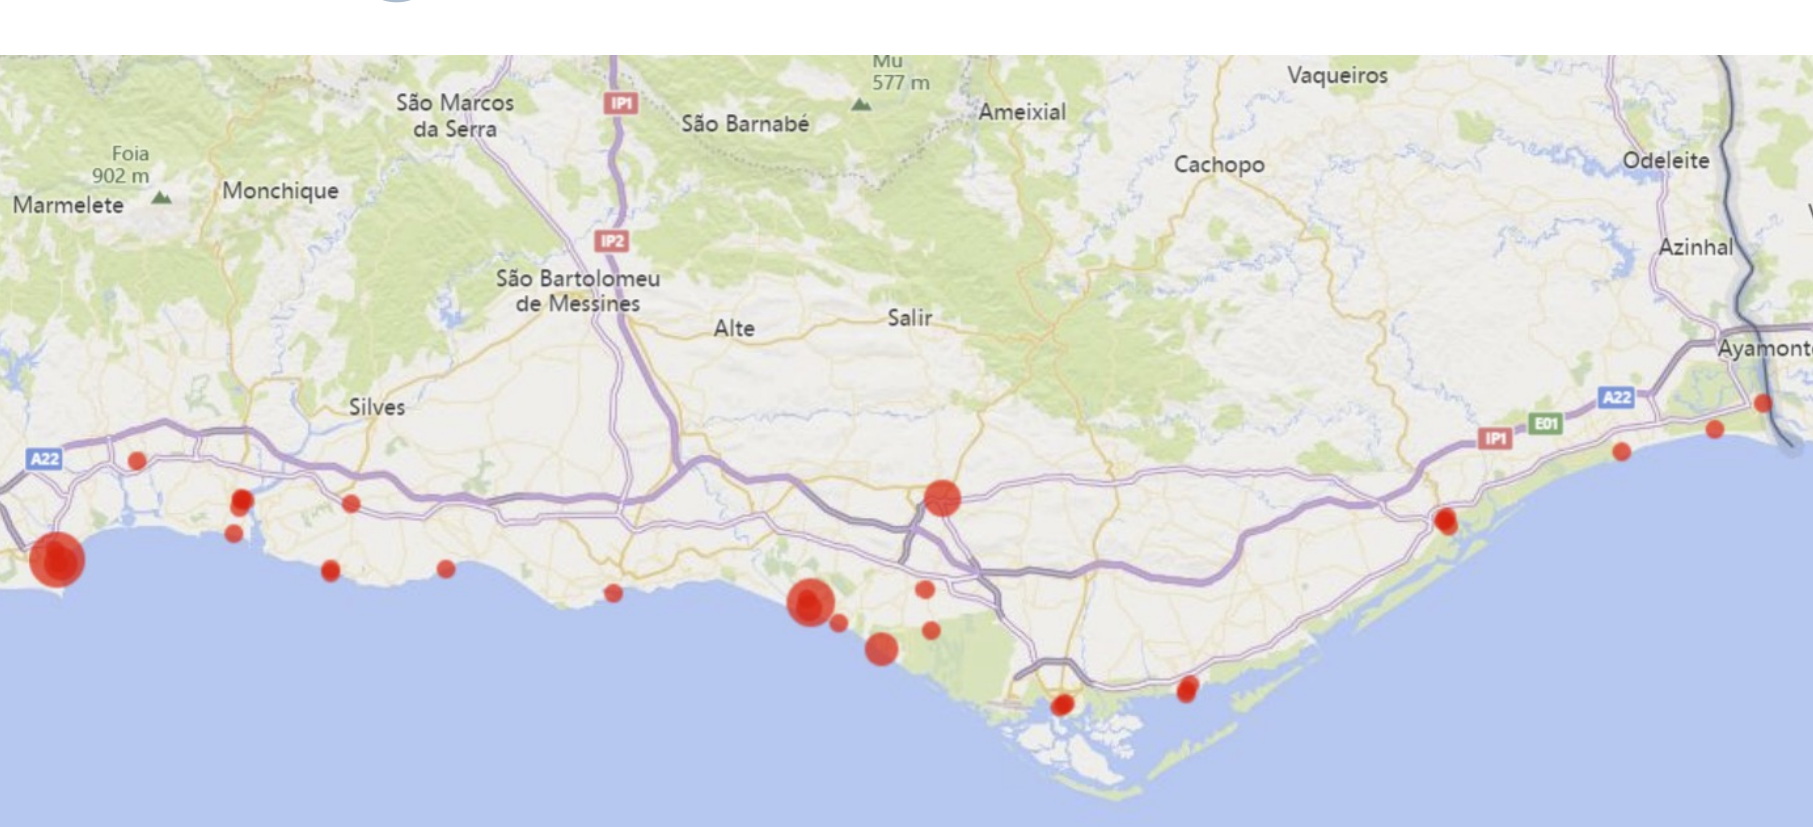 Mu
577 m
Vaqueiros
São Marcos
da Serra
IP1
São Barnabé
Ameixial
Foia
902 m
Monchique
Cachopo
Odeleite
Marmelete
IP2
Azinhal
São Bartolomeu
de Messines
Alte
Salir
Ayamont
Silves
A22
E01
IP1
A22